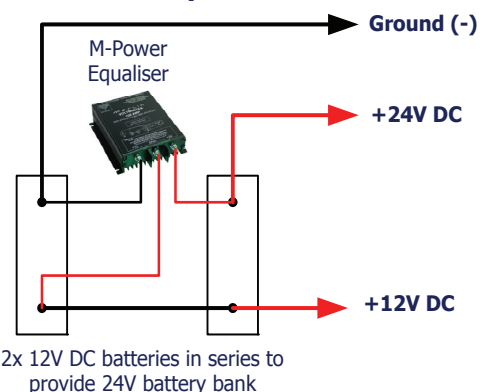 Ground (-)
M-Power
Equaliser
+24V DC
+12V DC
2x 12V DC batteries in series to
provide 24V battery bank